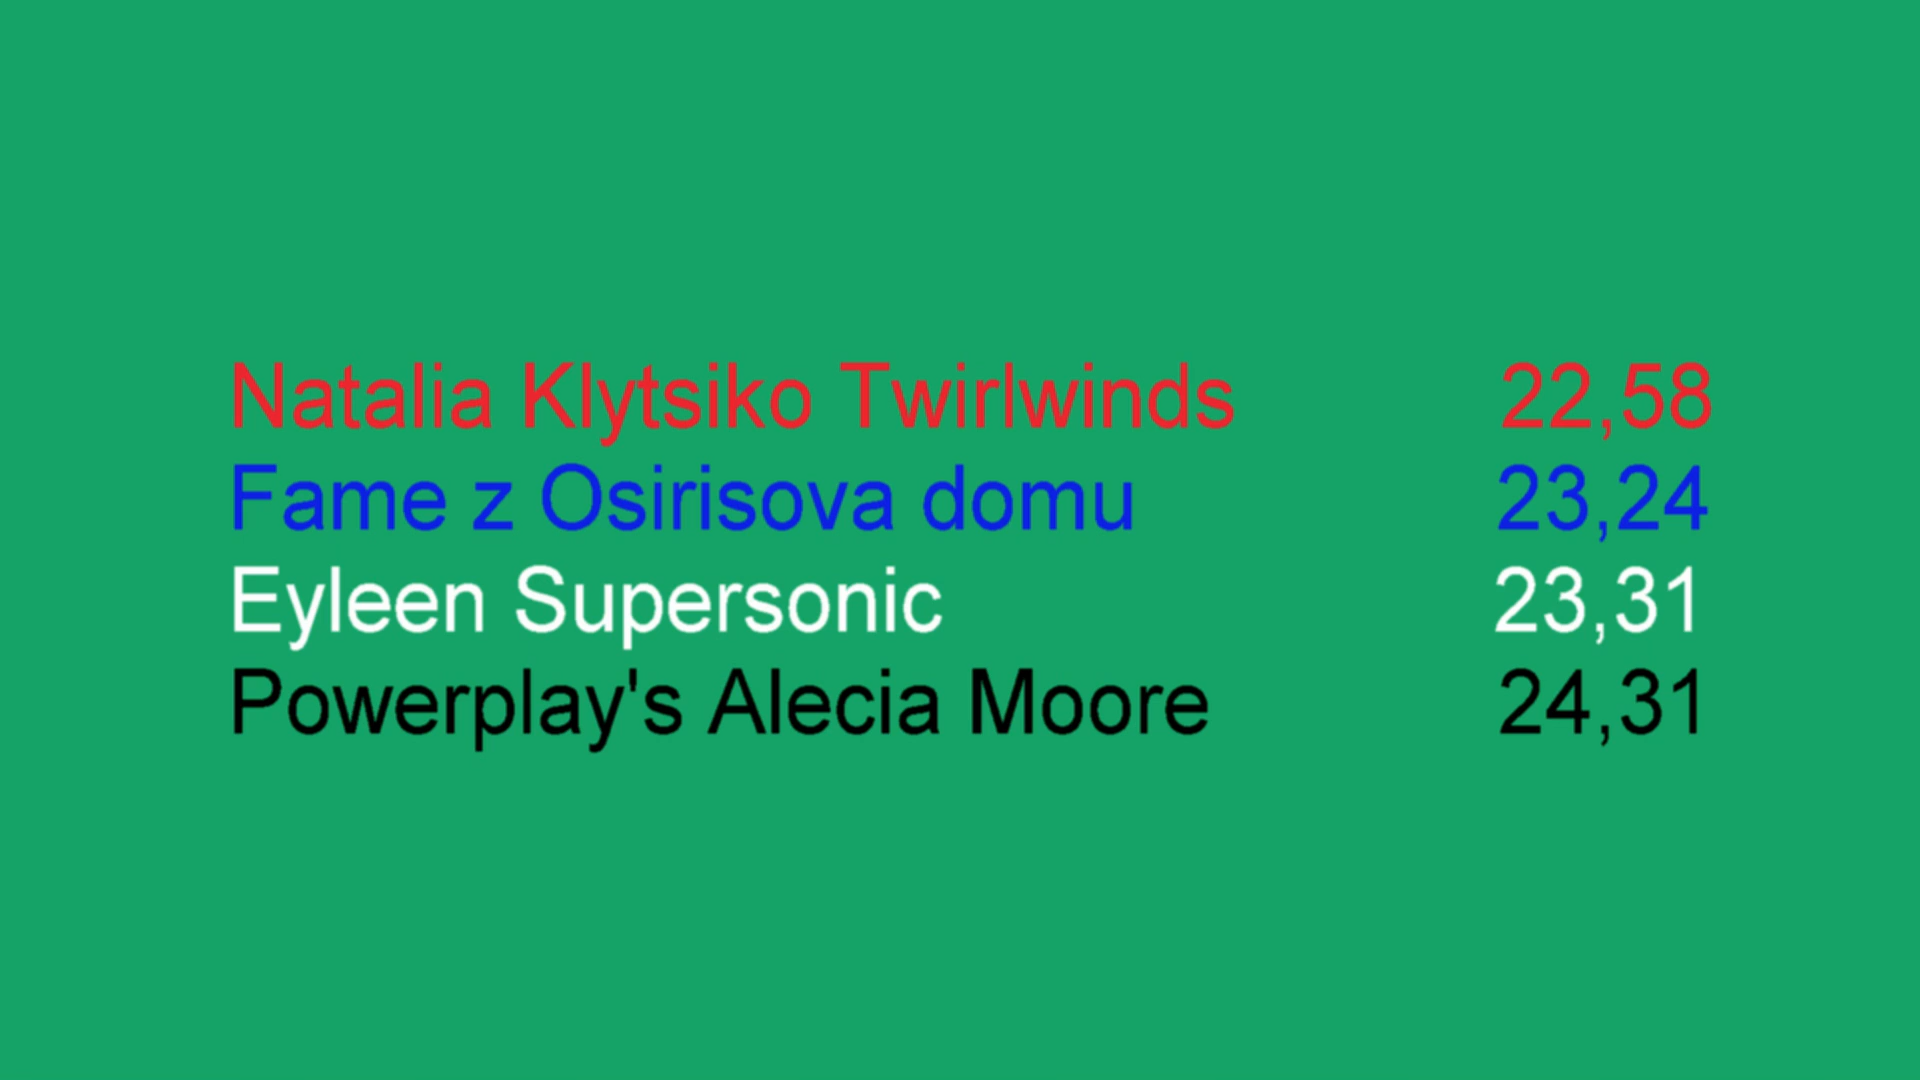 Natalia Klytsiko Twirlwinds 22,58
Fame z Osirisova domu 23,24
Eyleen Supersonic 23,31
Powerplay's Alecia Moore 24,31